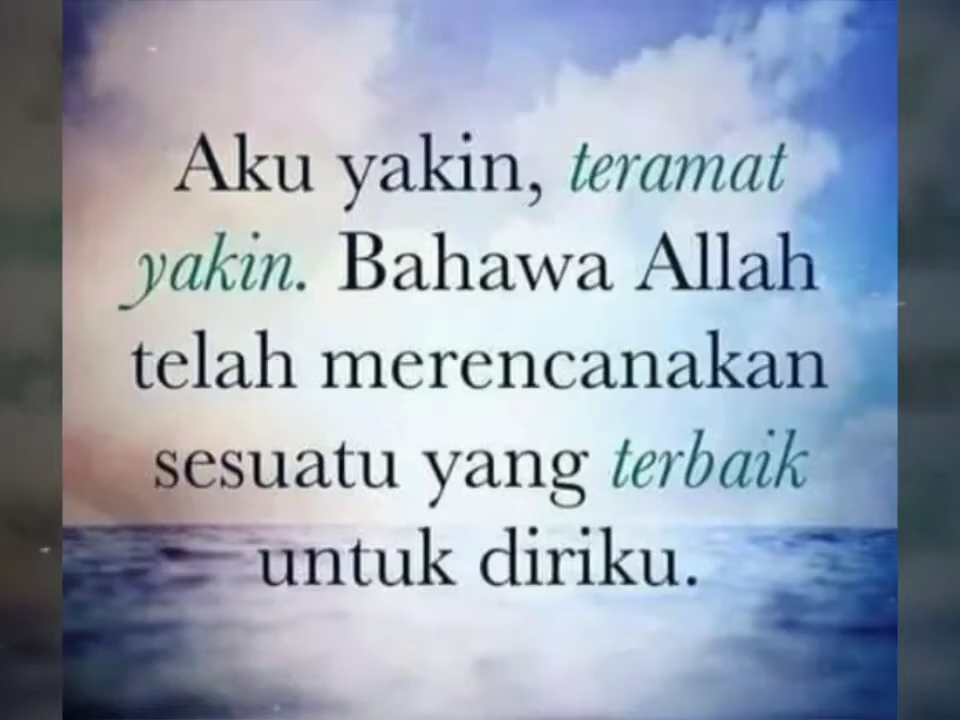 Aku yakin, teramat
yakin. Bahawa Allah
telah merencanakan
sesuatu yang terbaik
untuk diriku.